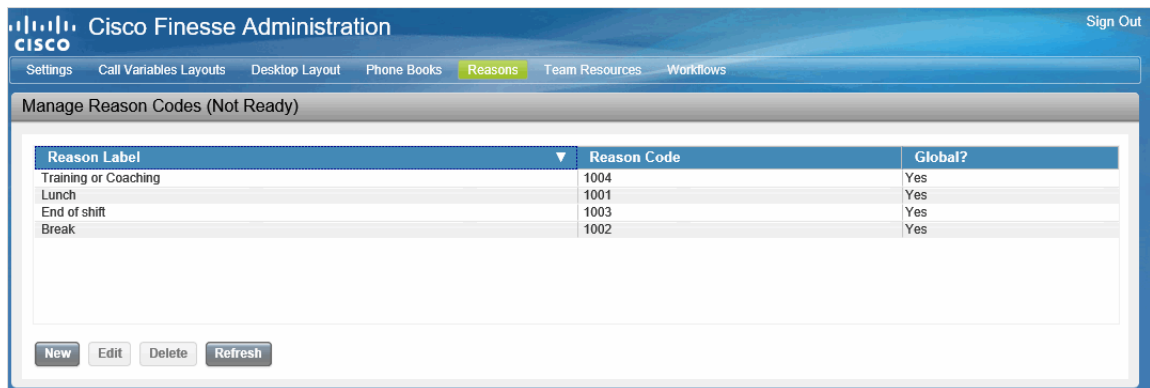 CISCO Cisco Finesse Administration Sign Out
Settings Call Variables Layouts Desktop Layout Phone Books Reasons Team Resources Workflows
Manage Reason Codes (Not Ready)
Reason Label ▼ Reason Code Global?
Training or Coaching 1004 Yes
Lunch 1001 Yes
End of shift 1003 Yes
Break 1002 Yes
New Edit Delete Refresh